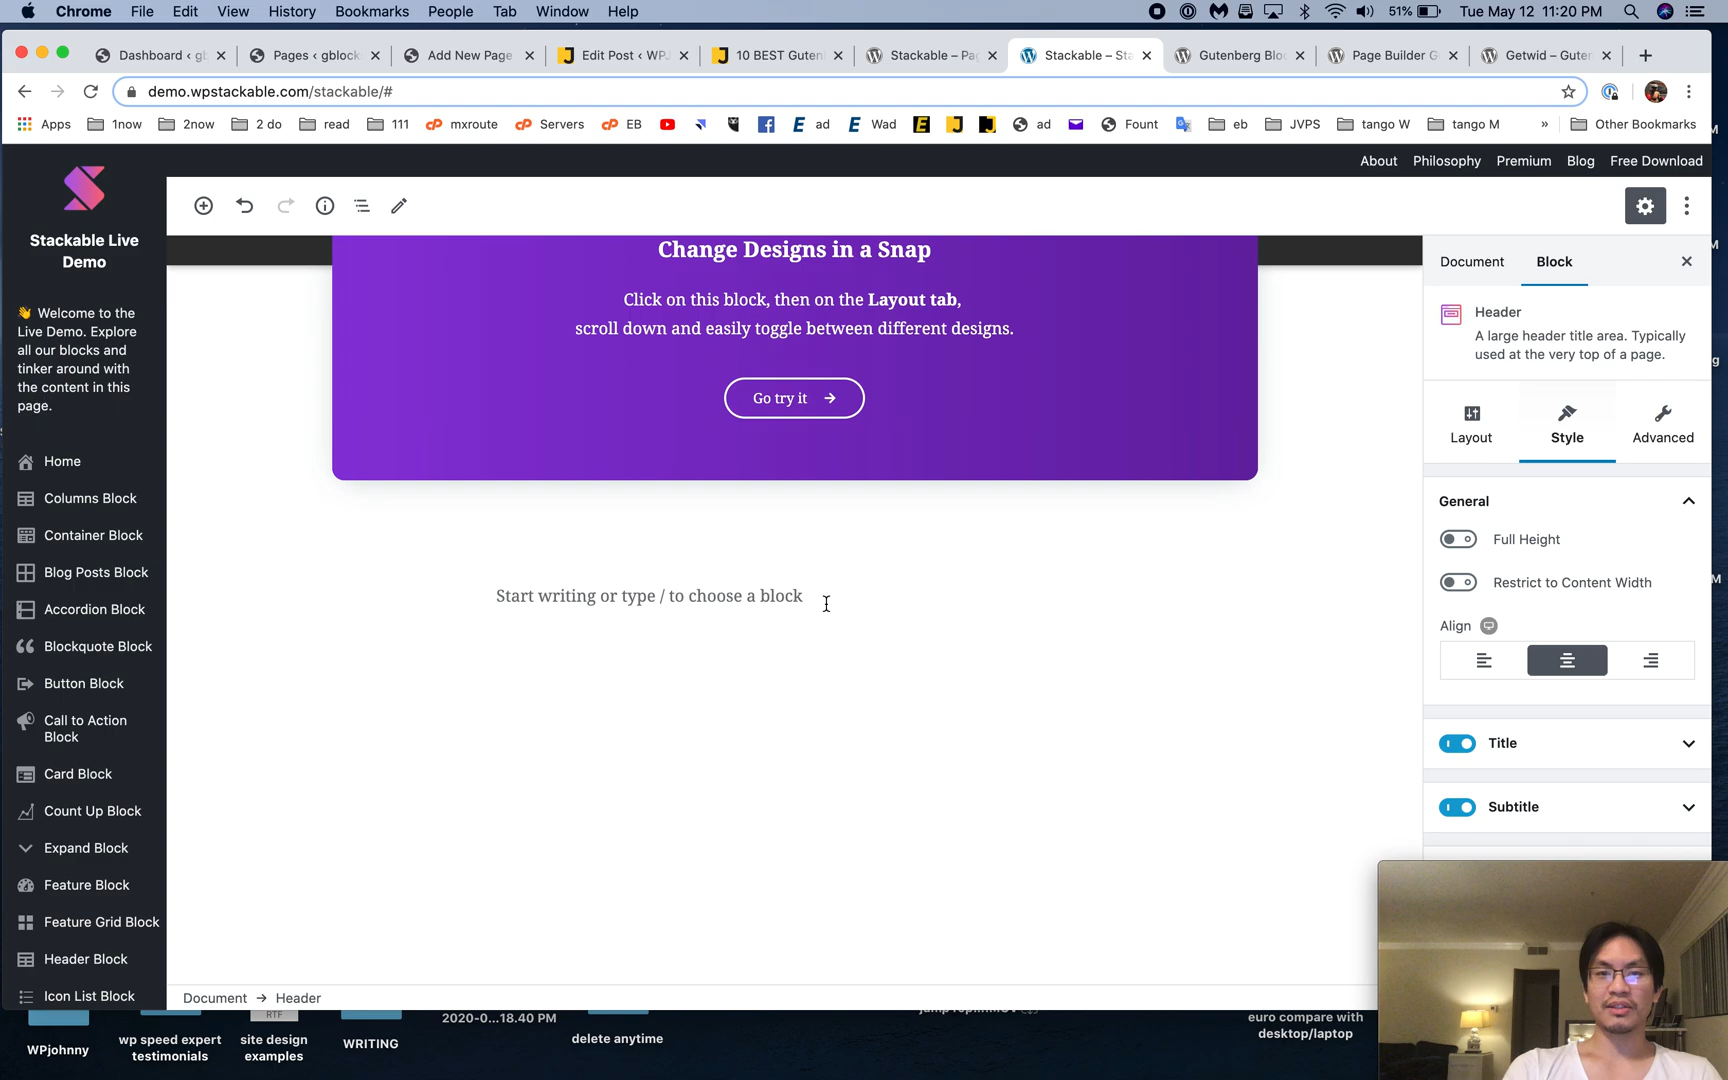 Chrome File Edit View History Bookmarks People Tab Window Help 51% Tue May 12 11:20 PM
Dashboard < gb Pages < gblock Add New Page Edit Post < WPJ 10 BEST Guten Stackable – Pag Stackable – Sta Gutenberg Bloc Page Builder G Getwid – Guten
demo.wpstackable.com/stackable/#
Apps 1now 2now 2 do read 111 mxroute Servers EB ad Wad ad Fount eb JVPS tango W tango M » Other Bookmarks
About Philosophy Premium Blog Free Download
Stackable Live
Demo
Welcome to the
Live Demo. Explore
all our blocks and
tinker around with
the content in this
page.
Home
Columns Block
Container Block
Blog Posts Block
Accordion Block
Blockquote Block
Button Block
Call to Action
Block
Card Block
Count Up Block
Expand Block
Feature Block
Feature Grid Block
Header Block
Icon List Block
Change Designs in a Snap
Click on this block, then on the Layout tab,
scroll down and easily toggle between different designs.
Go try it
Start writing or type / to choose a block
Document → Header
Document Block
Header
A large header title area. Typically
used at the very top of a page.
Layout Style Advanced
General
Full Height
Restrict to Content Width
Align
Title
Subtitle
WPjohnny
wp speed expert
testimonials
RTF
site design
examples
WRITING
2020-0...18.40 PM
delete anytime
euro compare with
desktop/laptop